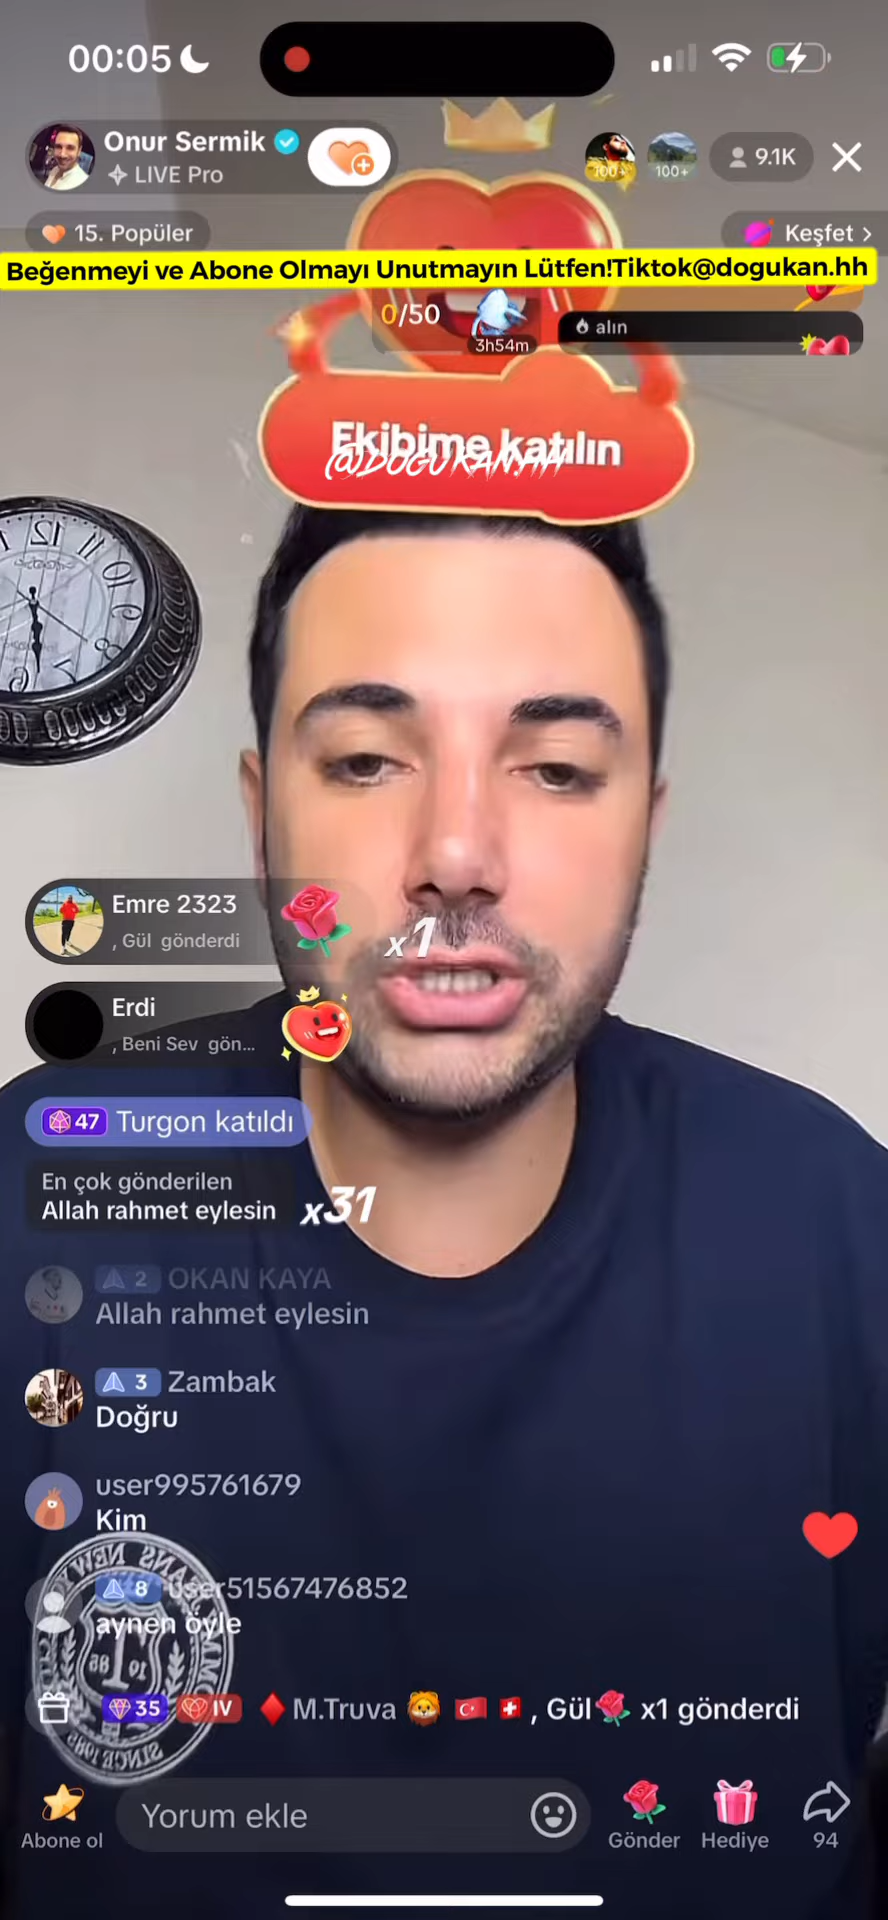 00:05
Onur Sermik
LIVE Pro
100+
100+
9.1K
15. Popüler
Keşfet >
Beğenmeyi ve Abone Olmayı Unutmayın Lütfen!Tiktok@dogukan.hh
0/50
3h54m
alın
Ekibime katılın
@DOGUKAN.HH
Emre 2323
, Gül gönderdi
x1
Erdi
, Beni Sev gön...
47 Turgon katıldı
En çok gönderilen
Allah rahmet eylesin
x31
2 OKAN KAYA
Allah rahmet eylesin
3 Zambak
Doğru
user995761679
Kim
8 user51567476852
aynen öyle
35 IV M.Truva , Gül x1 gönderdi
SINCE 1985
Abone ol
Yorum ekle
Gönder
Hediye
94